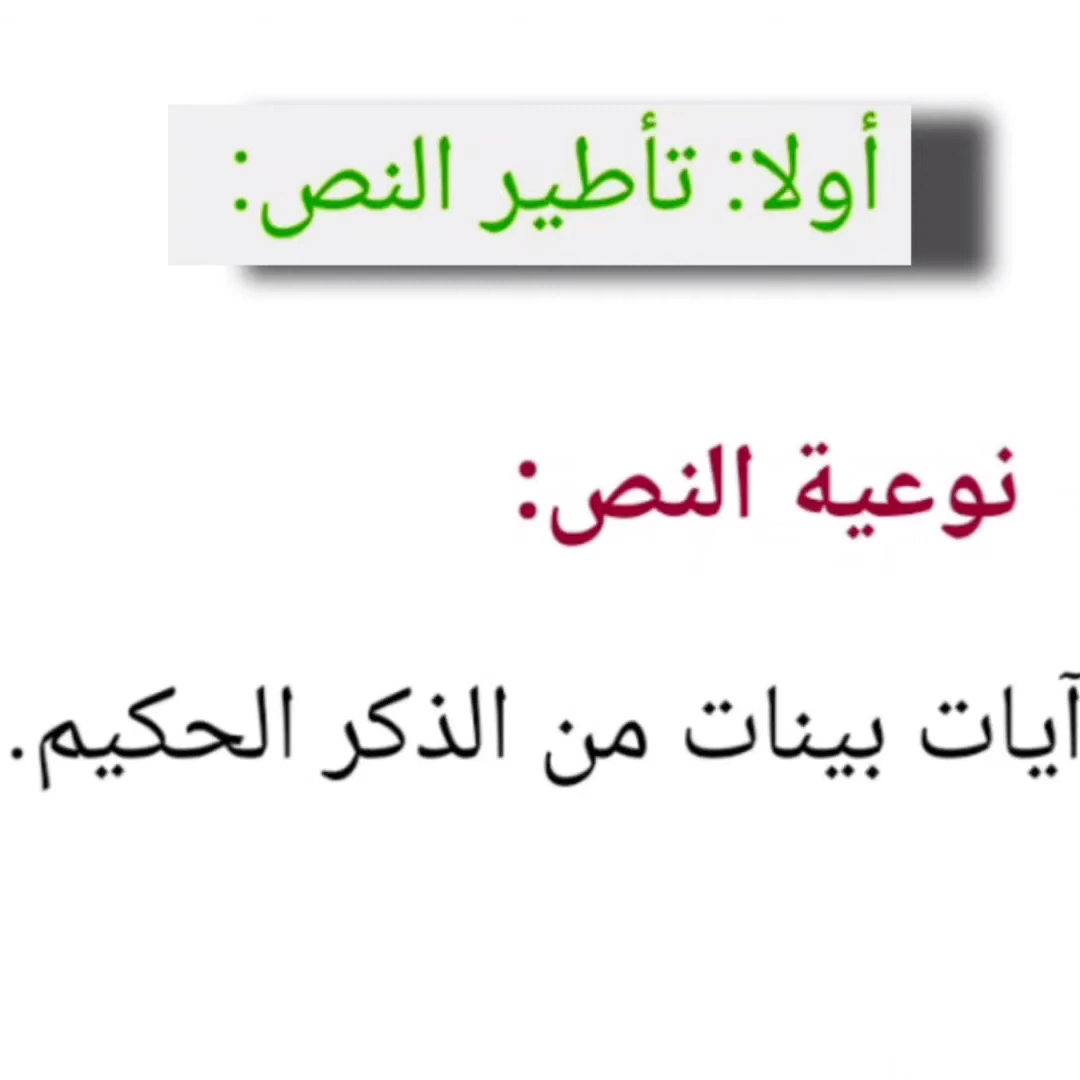 أولا: تأطير النص:
نوعية النص:
آيات بينات من الذكر الحكيم.